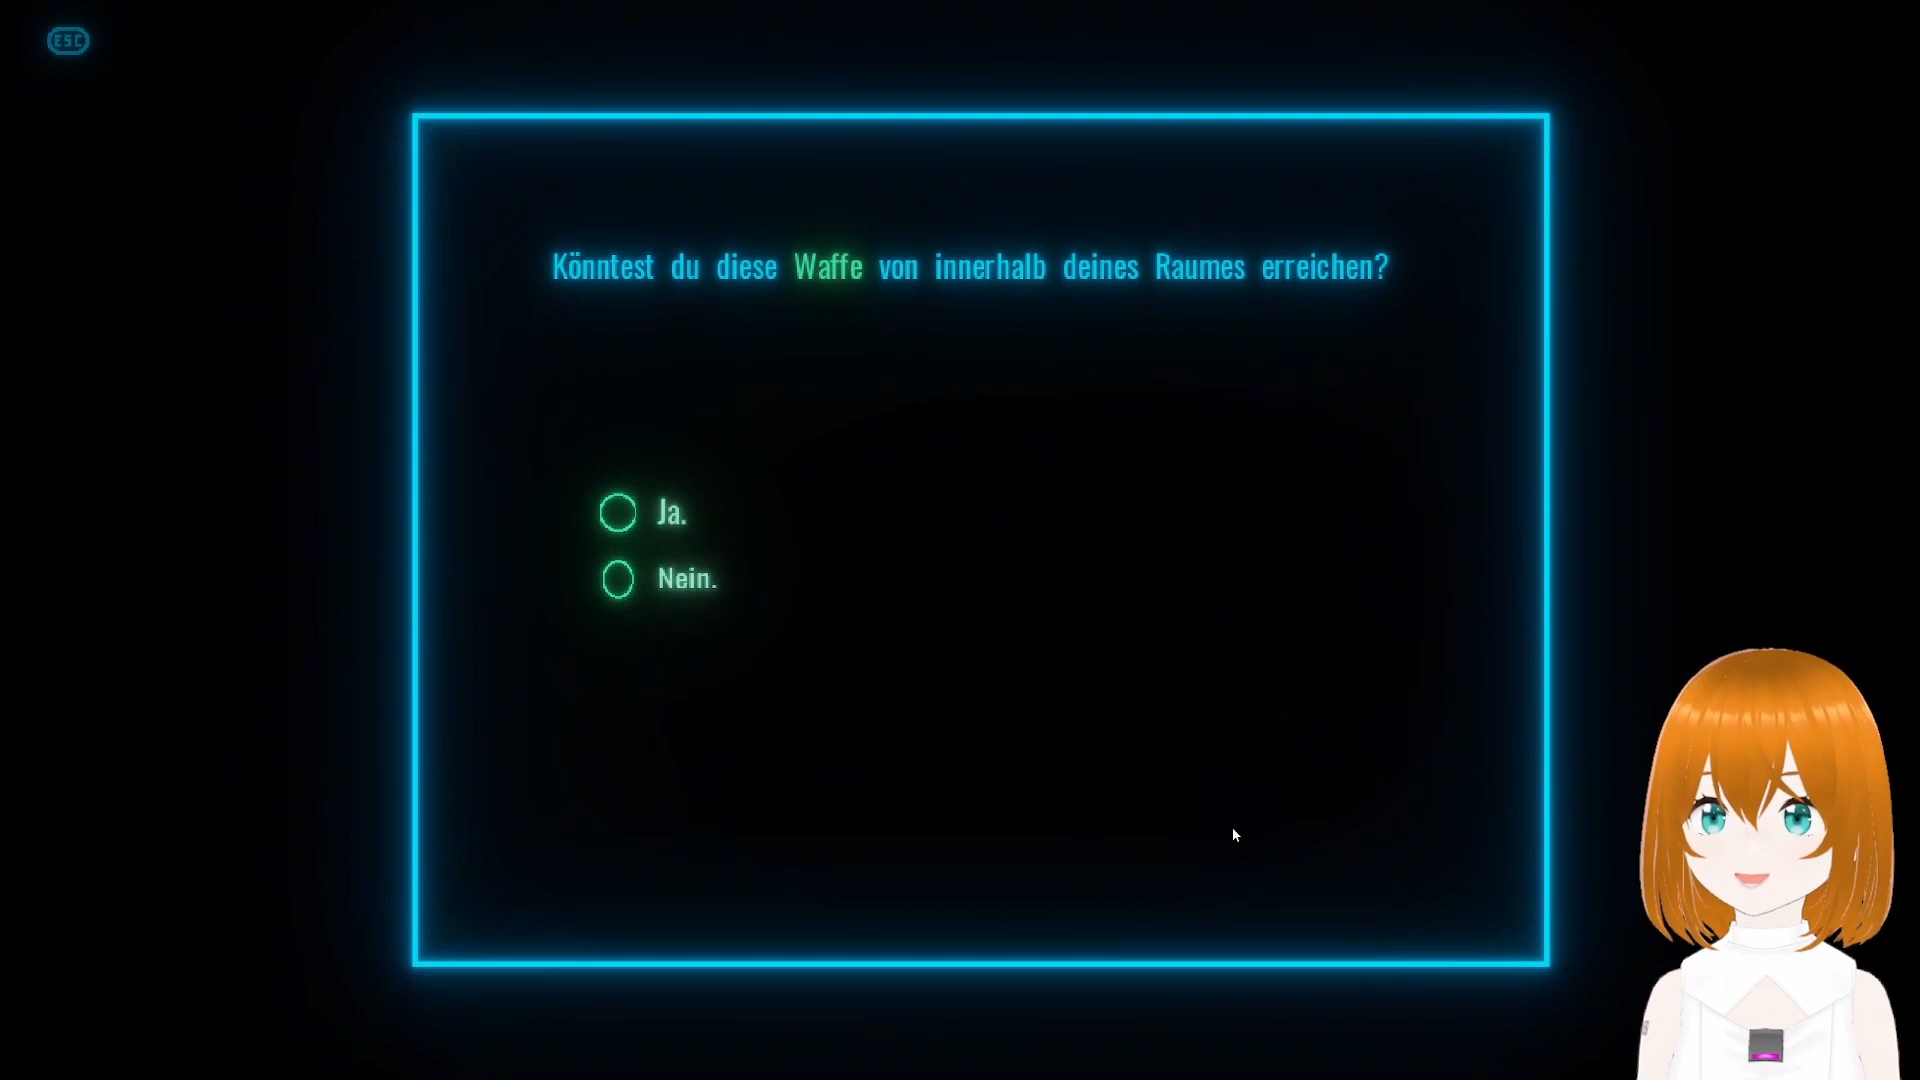 ESC
Könntest du diese Waffe von innerhalb deines Raumes erreichen?
Ja.
Nein.